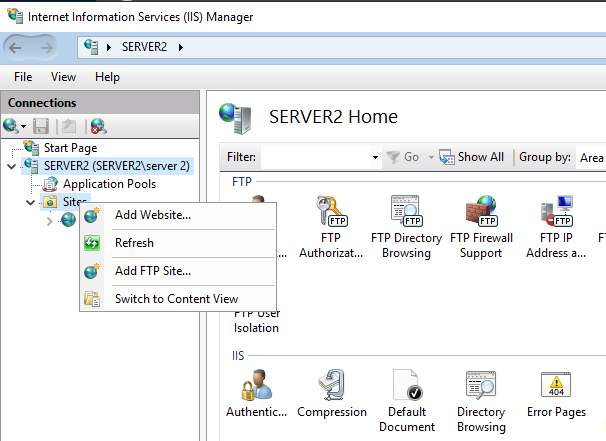 Internet Information Services (IIS) Manager
SERVER2
File View Help
Connections
Start Page
SERVER2 (SERVER2\server 2)
Application Pools
Sites
Add Website...
Refresh
Add FTP Site...
Switch to Content View
SERVER2 Home
Filter: Go Show All Group by: Area
FTP
FTP Authorizat...
FTP Directory Browsing
FTP Firewall Support
FTP IP Address a...
FTP User Isolation
IIS
Authentic...
Compression
Default Document
Directory Browsing
404
Error Pages